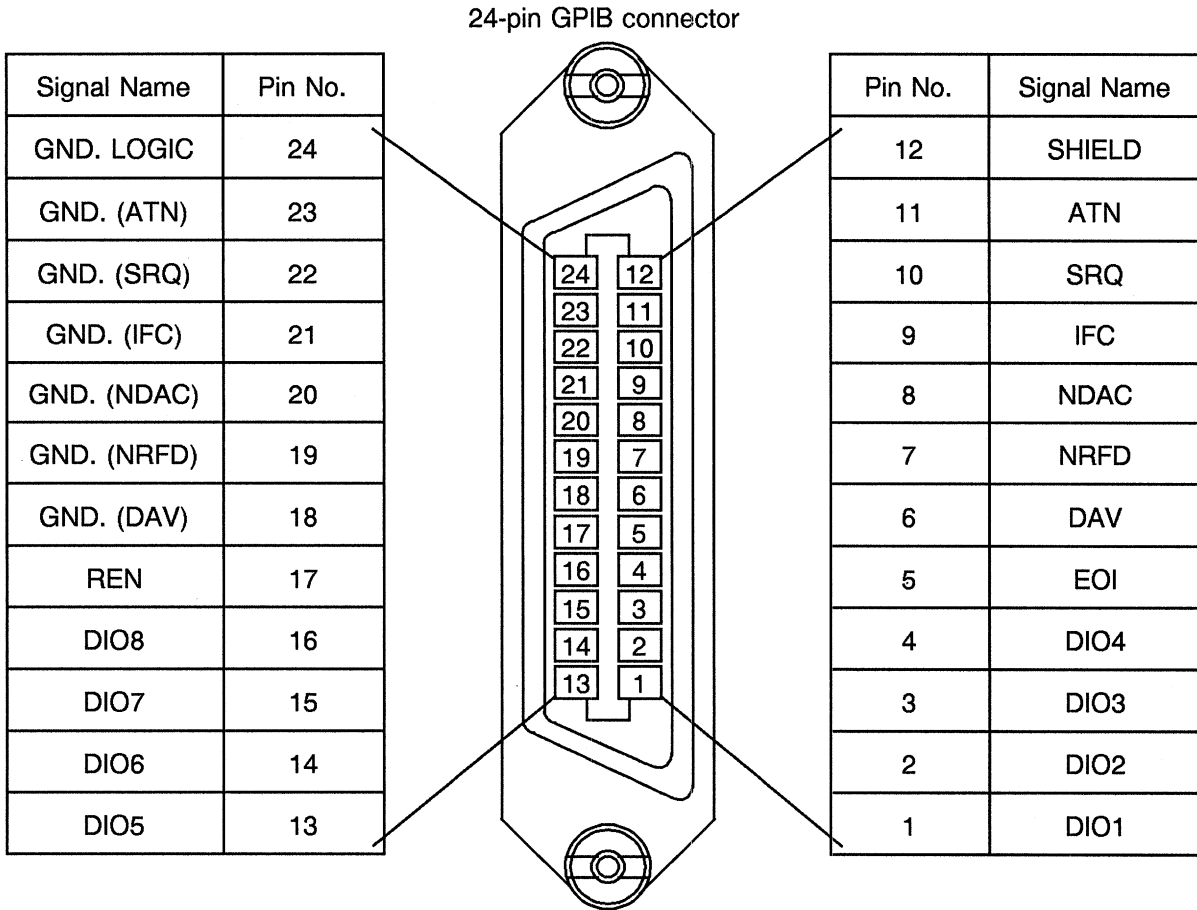 24-pin GPIB connector
Signal Name Pin No.
GND. LOGIC 24
GND. (ATN) 23
GND. (SRQ) 22
GND. (IFC) 21
GND. (NDAC) 20
GND. (NRFD) 19
GND. (DAV) 18
REN 17
DIO8 16
DIO7 15
DIO6 14
DIO5 13
24 12
23 11
22 10
21 9
20 8
19 7
18 6
17 5
16 4
15 3
14 2
13 1
Pin No. Signal Name
12 SHIELD
11 ATN
10 SRQ
9 IFC
8 NDAC
7 NRFD
6 DAV
5 EOI
4 DIO4
3 DIO3
2 DIO2
1 DIO1